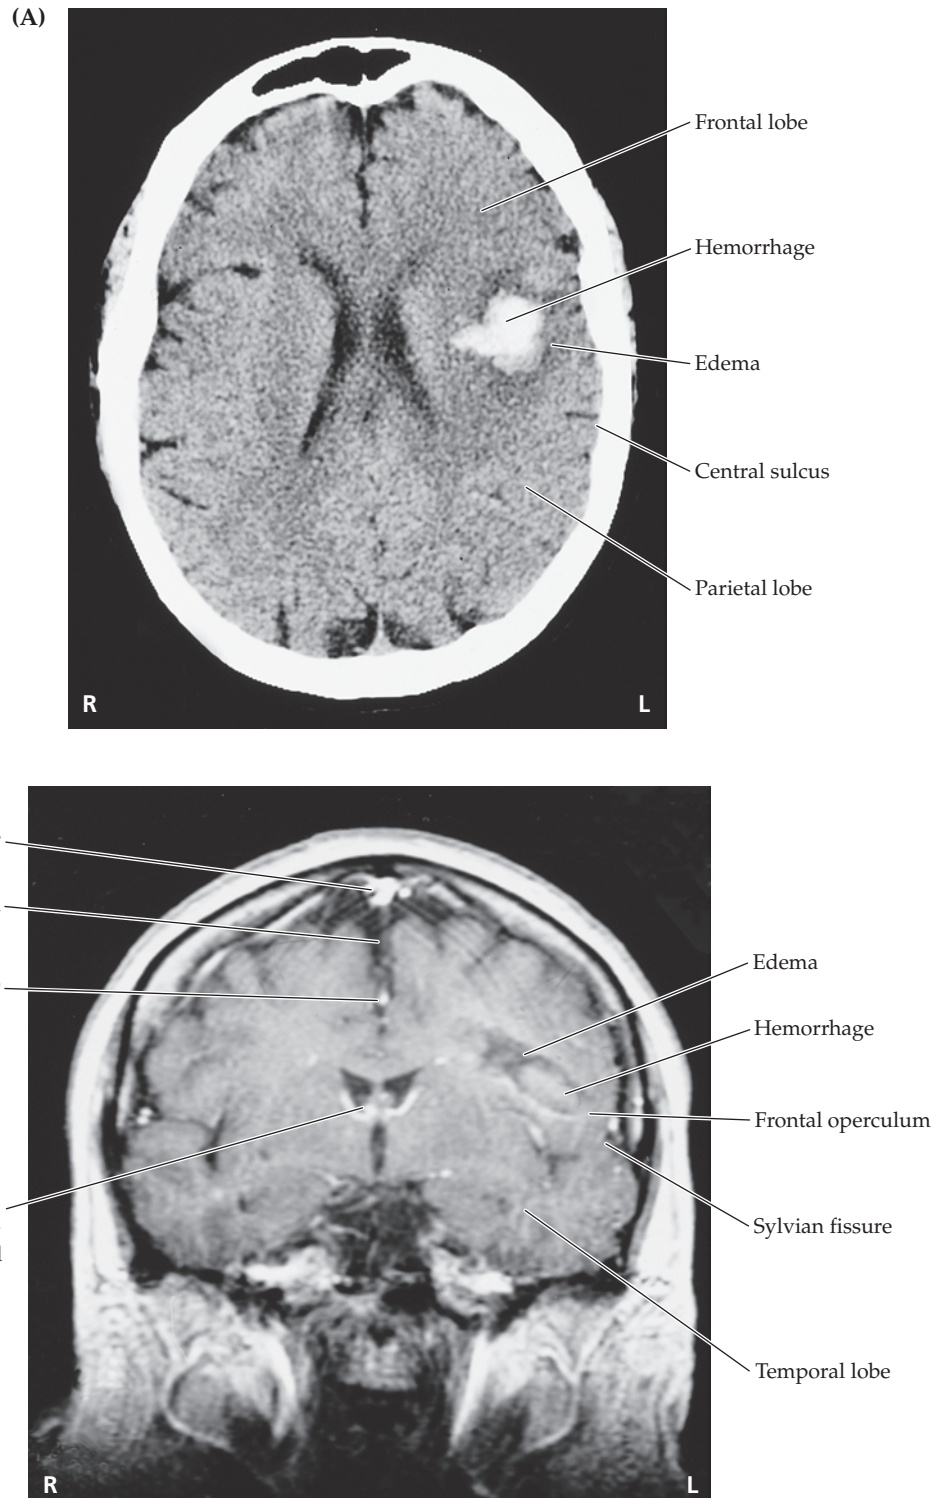 (A)
Frontal lobe
Hemorrhage
Edema
Central sulcus
Parietal lobe
R
L
Edema
Hemorrhage
Frontal operculum
Sylvian fissure
Temporal lobe
R
L